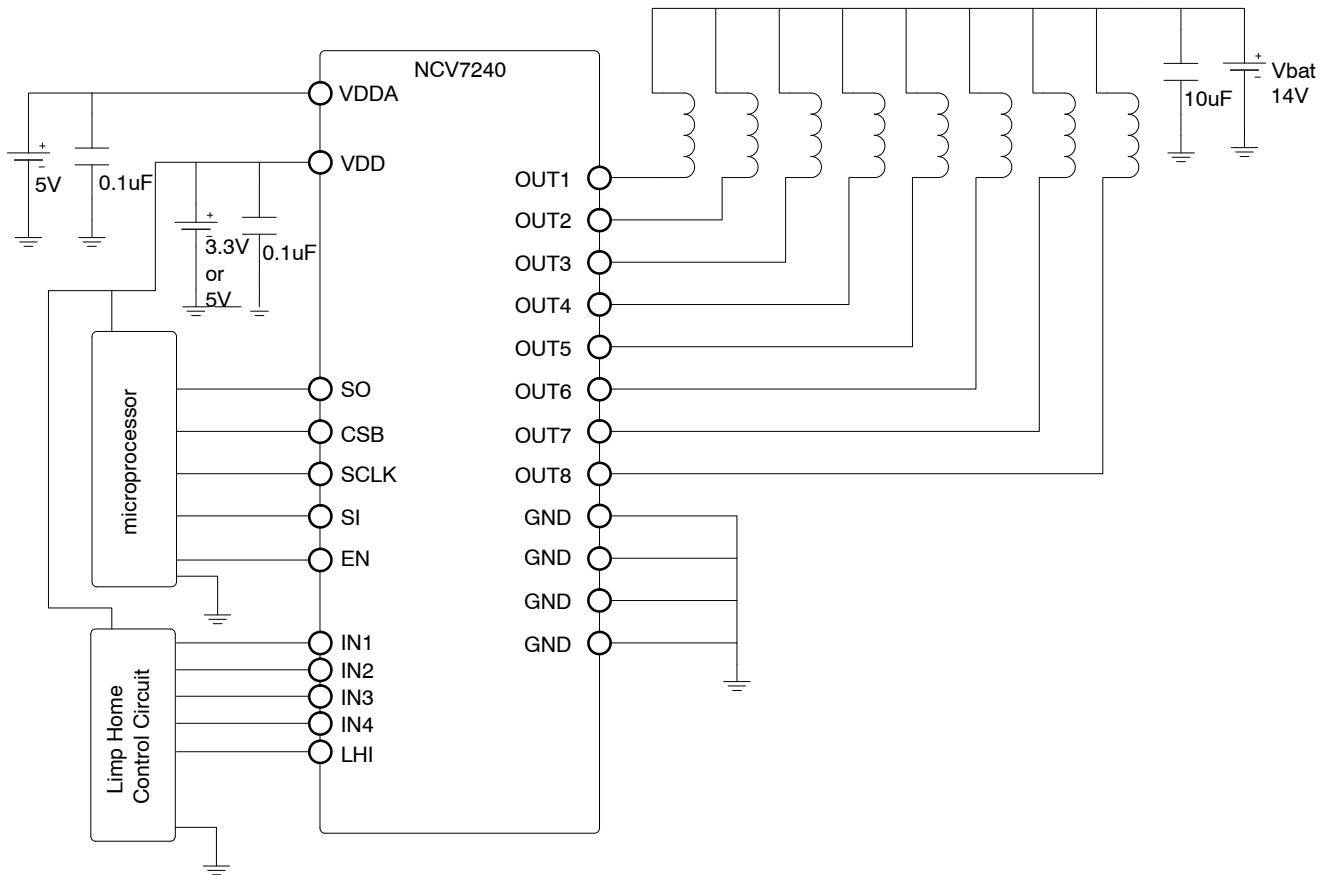 NCV7240
VDDA
VDD
+
-
5V
0.1uF
+
-
3.3V
or
5V
0.1uF
microprocessor
SO
CSB
SCLK
SI
EN
Limp Home
Control Circuit
IN1
IN2
IN3
IN4
LHI
OUT1
OUT2
OUT3
OUT4
OUT5
OUT6
OUT7
OUT8
GND
GND
GND
GND
10uF
+
-
Vbat
14V